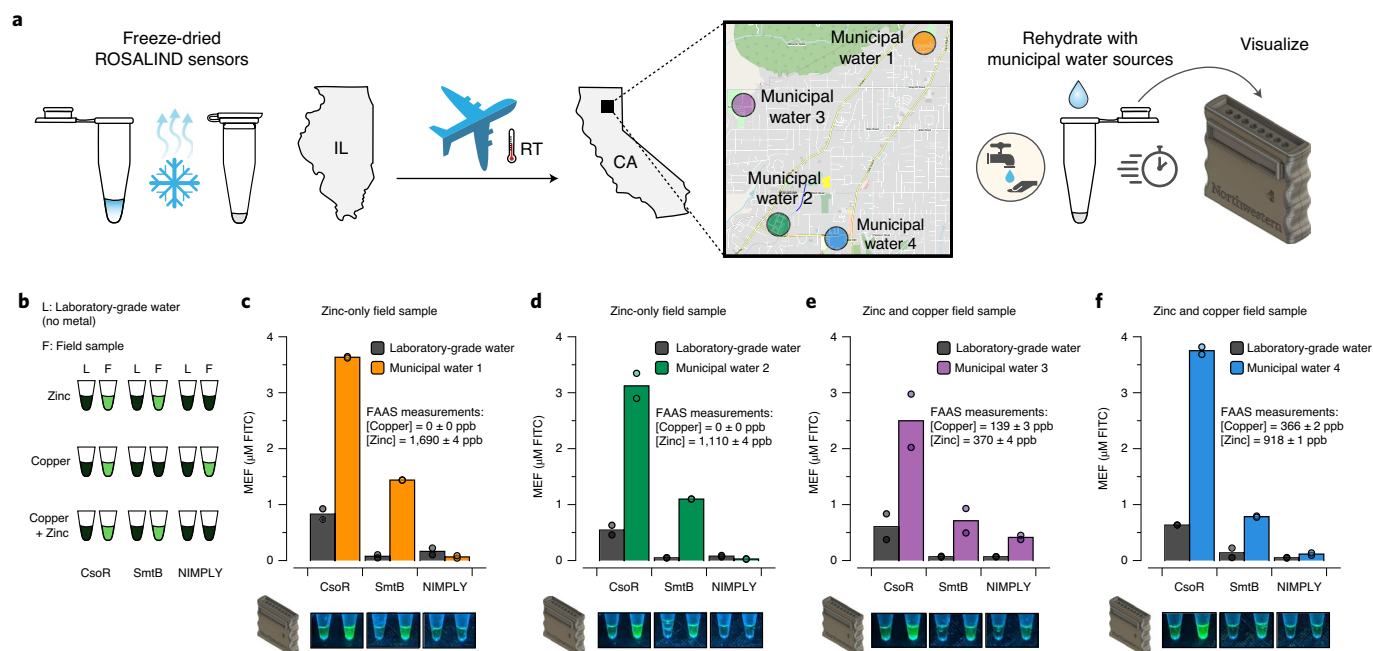 a
Freeze-dried
ROSALIND sensors
IL
RT
CA
Municipal
water 1
Municipal
water 3
Municipal
water 2
Municipal
water 4
Rehydrate with
municipal water sources
Visualize
Northwestern
b
L: Laboratory-grade water
(no metal)
F: Field sample
L F L F L F
Zinc
Copper
Copper
+ Zinc
CsoR SmtB NIMPLY
c
Zinc-only field sample
MEF (µM FITC)
4
3
2
1
0
Laboratory-grade water
Municipal water 1
FAAS measurements:
[Copper] = 0 ± 0 ppb
[Zinc] = 1,690 ± 4 ppb
CsoR SmtB NIMPLY
d
Zinc-only field sample
MEF (µM FITC)
4
3
2
1
0
Laboratory-grade water
Municipal water 2
FAAS measurements:
[Copper] = 0 ± 0 ppb
[Zinc] = 1,110 ± 4 ppb
CsoR SmtB NIMPLY
e
Zinc and copper field sample
MEF (µM FITC)
4
3
2
1
0
Laboratory-grade water
Municipal water 3
FAAS measurements:
[Copper] = 139 ± 3 ppb
[Zinc] = 370 ± 4 ppb
CsoR SmtB NIMPLY
f
Zinc and copper field sample
MEF (µM FITC)
4
3
2
1
0
Laboratory-grade water
Municipal water 4
FAAS measurements:
[Copper] = 366 ± 2 ppb
[Zinc] = 918 ± 1 ppb
CsoR SmtB NIMPLY